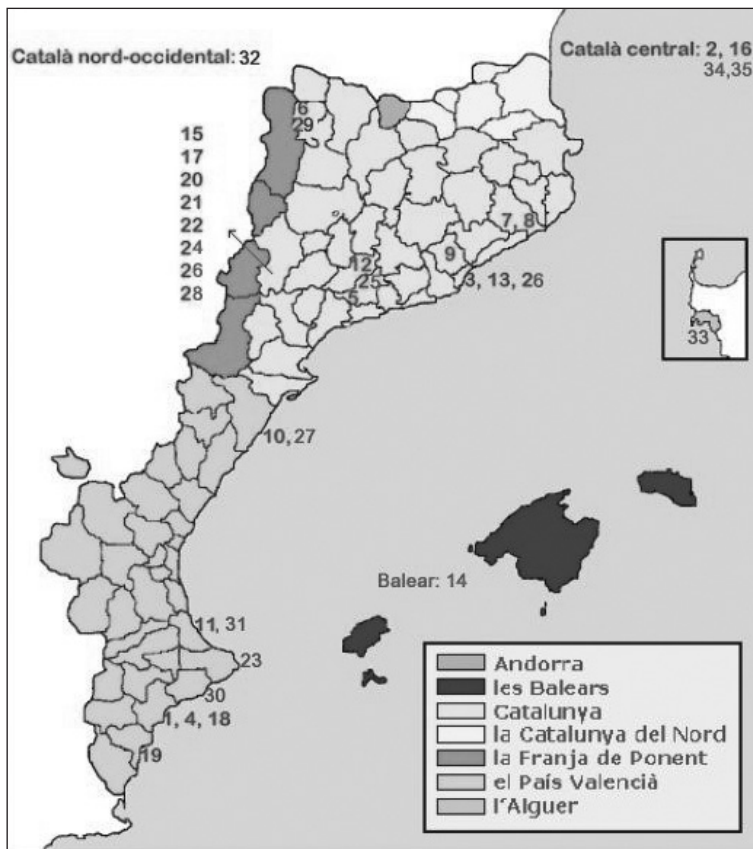 Català nord-occidental: 32
Català central: 2, 16
34,35
6
29
15
17
20
21
22
24
26
28
7, 8
9
12
25
5
3, 13, 26
33
10, 27
Balear: 14
11, 31
23
30
1, 4, 18
19
Andorra
les Balears
Catalunya
la Catalunya del Nord
la Franja de Ponent
el País Valencià
l'Alguer